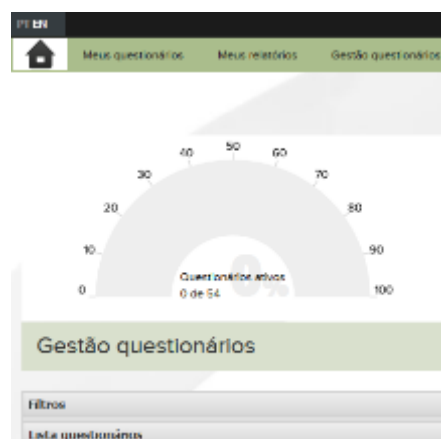 PT EN
Meus questionários Meus relatórios Gestão questionários
50
40 60
30 70
20 80
10 90
0 100
0%
Questionários ativos
0 de 54
Gestão questionários
Filtros
Lista questionários